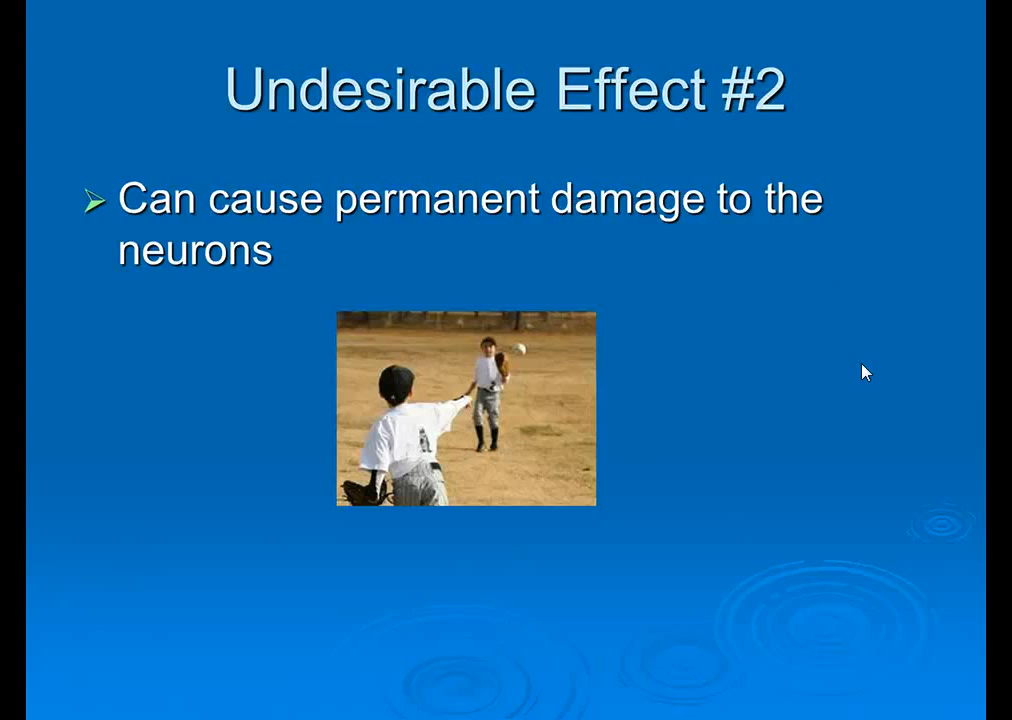 Undesirable Effect #2
Can cause permanent damage to the
neurons